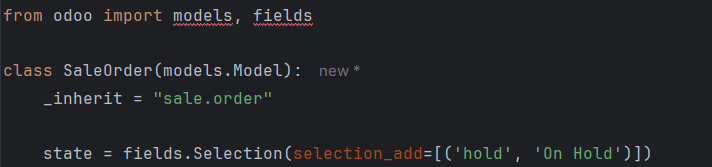 from odoo import models, fields
class SaleOrder(models.Model): new *
_inherit = "sale.order"
state = fields.Selection(selection_add=[('hold', 'On Hold')])